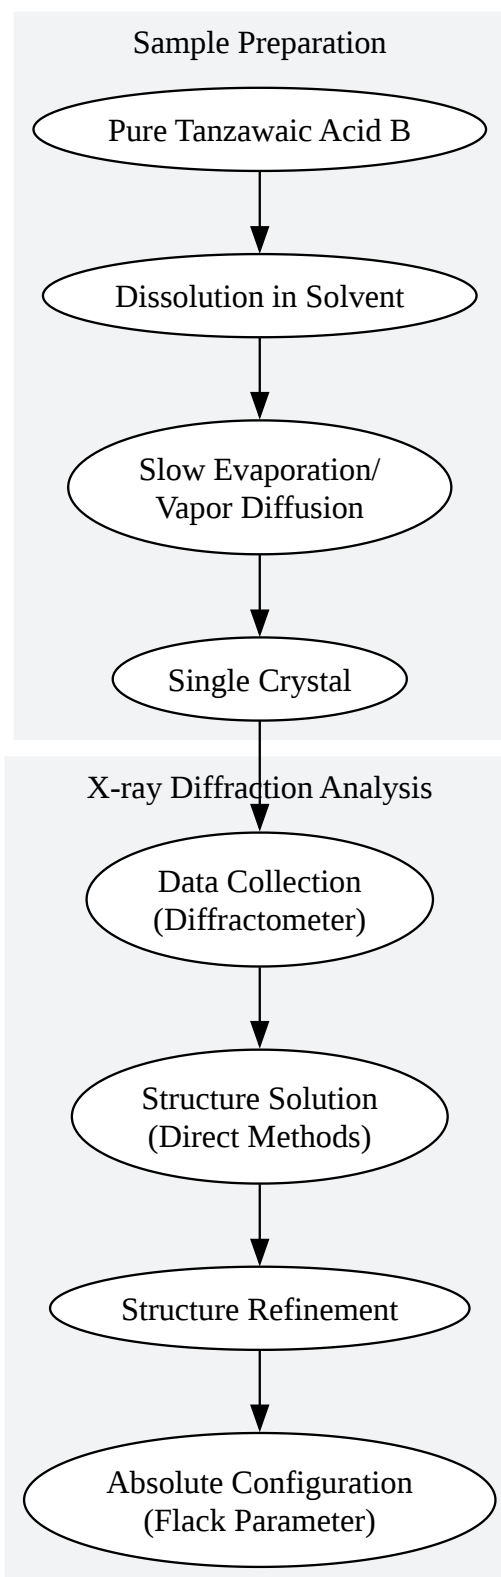 Sample Preparation
Pure Tanzawaic Acid B
Dissolution in Solvent
Slow Evaporation/
Vapor Diffusion
Single Crystal
X-ray Diffraction Analysis
Data Collection
(Diffractometer)
Structure Solution
(Direct Methods)
Structure Refinement
Absolute Configuration
(Flack Parameter)